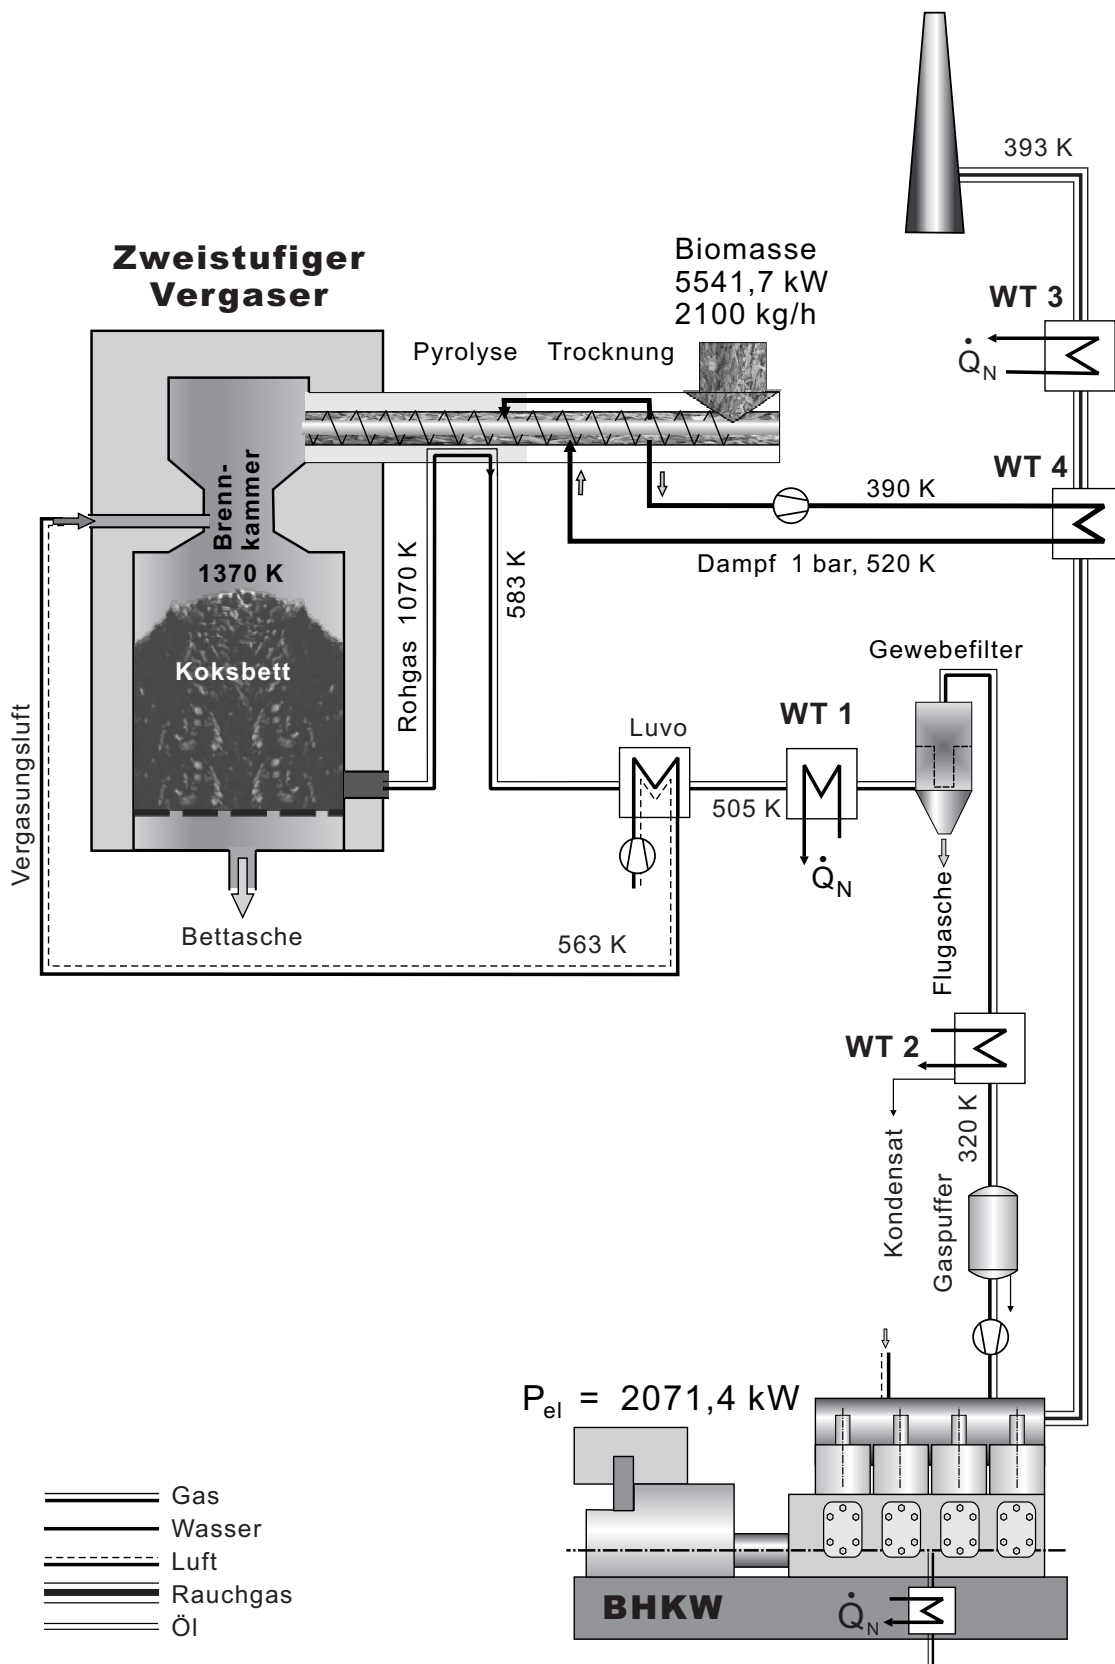 393 K
Zweistufiger
Vergaser
Biomasse
5541,7 kW
2100 kg/h
WT 3
Q̇N
Pyrolyse
Trocknung
WT 4
390 K
Dampf 1 bar, 520 K
Brenn-
kammer
1370 K
Koksbett
Rohgas 1070 K
583 K
Gewebefilter
Luvo
WT 1
505 K
Q̇N
Vergasungsluft
Bettasche
563 K
Flugasche
WT 2
Kondensat
320 K
Gaspuffer
Pel = 2071,4 kW
BHKW
Q̇N
Gas
Wasser
Luft
Rauchgas
Öl